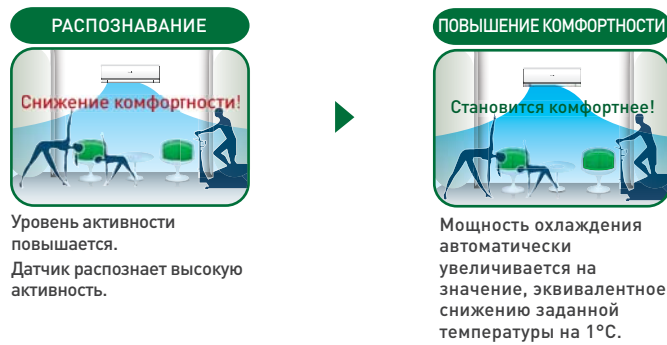 РАСПОЗНАВАНИЕ
Снижение комфоргности!
Уровень активности
повышается.
Датчик распознает высокую
активность.
ПОВЫШЕНИЕ КОМФОРТНОСТИ
Становится комфортнее!
Мощность охлаждения
автоматически
увеличивается на
значение, эквивалентное
снижению заданной
температуры на 1°C.